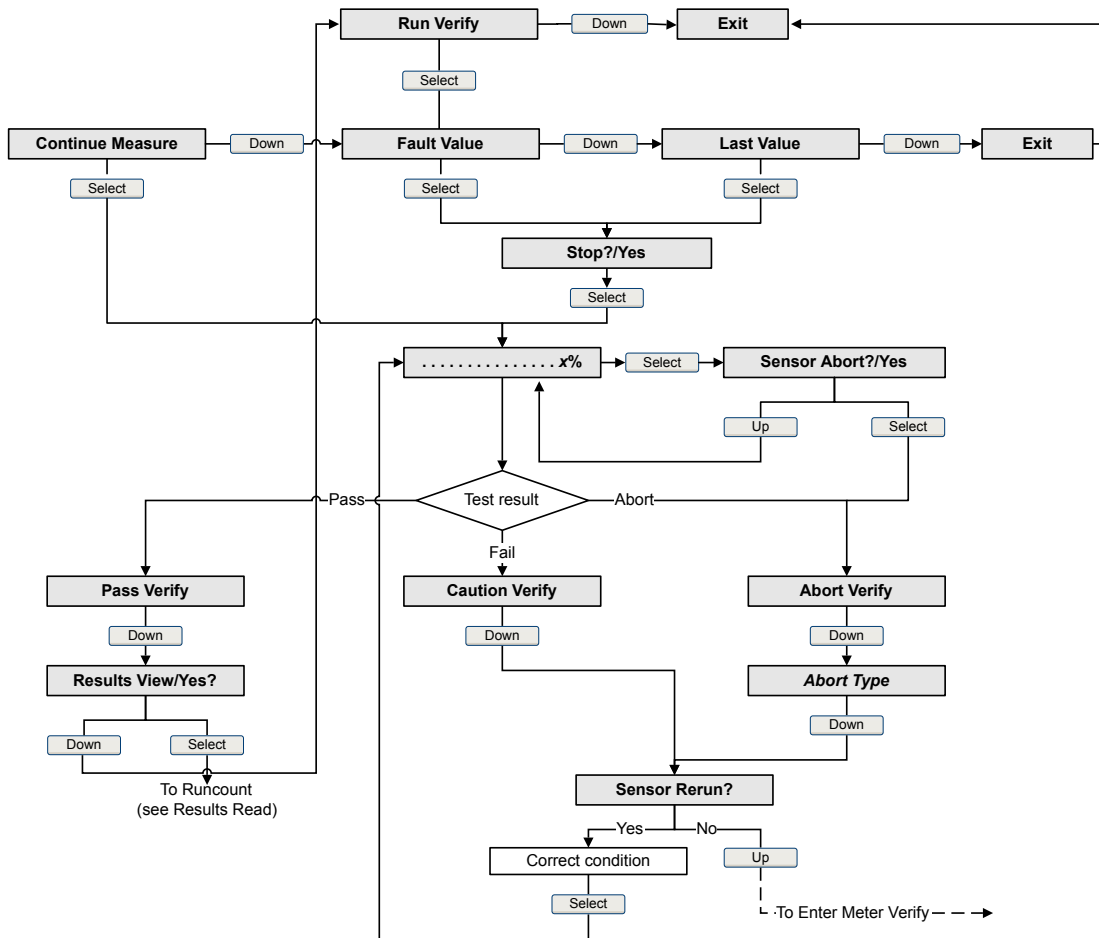 Run Verify
Down
Exit
Select
Continue Measure
Down
Fault Value
Down
Last Value
Down
Exit
Select
Select
Select
Stop?/Yes
Select
. . . . . . . . . . . . . . . x%
Select
Sensor Abort?/Yes
Up
Select
Pass
Test result
Abort
Fail
Pass Verify
Caution Verify
Abort Verify
Down
Down
Down
Results View/Yes?
Abort Type
Down
Select
Down
To Runcount
(see Results Read)
Sensor Rerun?
Yes
No
Correct condition
Up
Select
To Enter Meter Verify